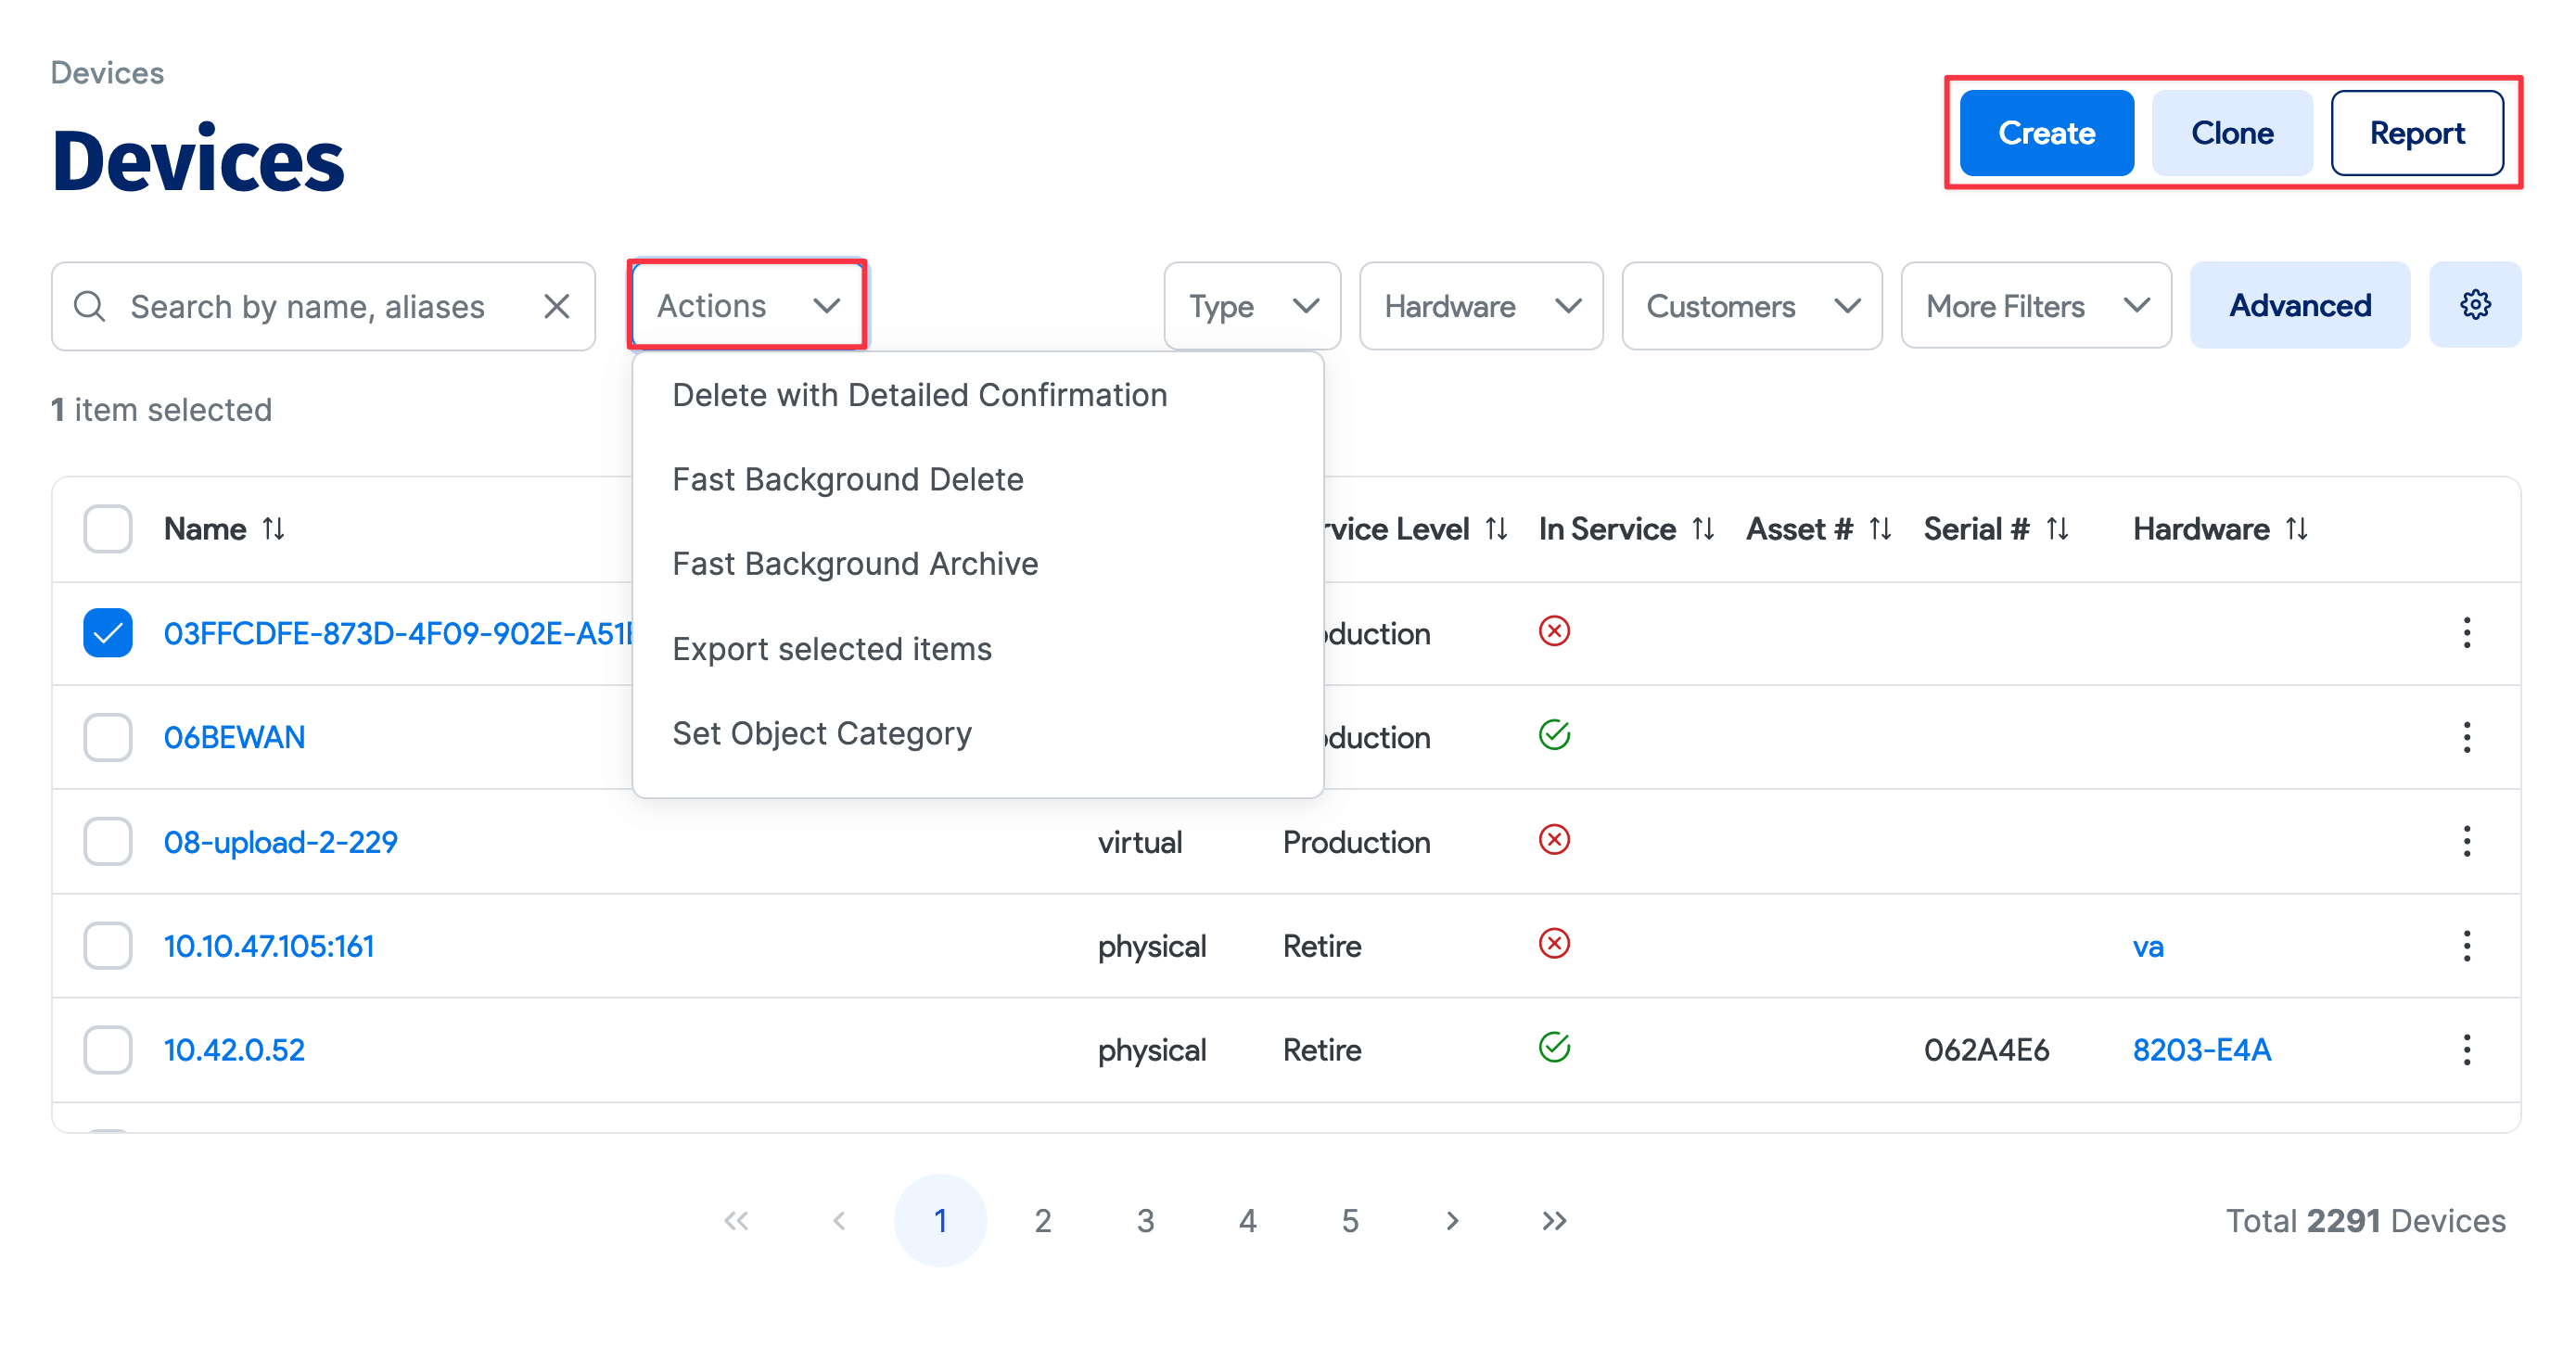 Devices
Devices
Create Clone Report
Search by name, aliases Actions Type Hardware Customers More Filters Advanced
1 item selected
Delete with Detailed Confirmation
Fast Background Delete
Fast Background Archive
Export selected items
Set Object Category
Name Level In Service Asset # Serial # Hardware
03FFCDFE-873D-4F09-902E-A51
06BEWAN
08-upload-2-229 virtual Production
10.10.47.105:161 physical Retire va
10.42.0.52 physical Retire 062A4E6 8203-E4A
1 2 3 4 5
Total 2291 Devices